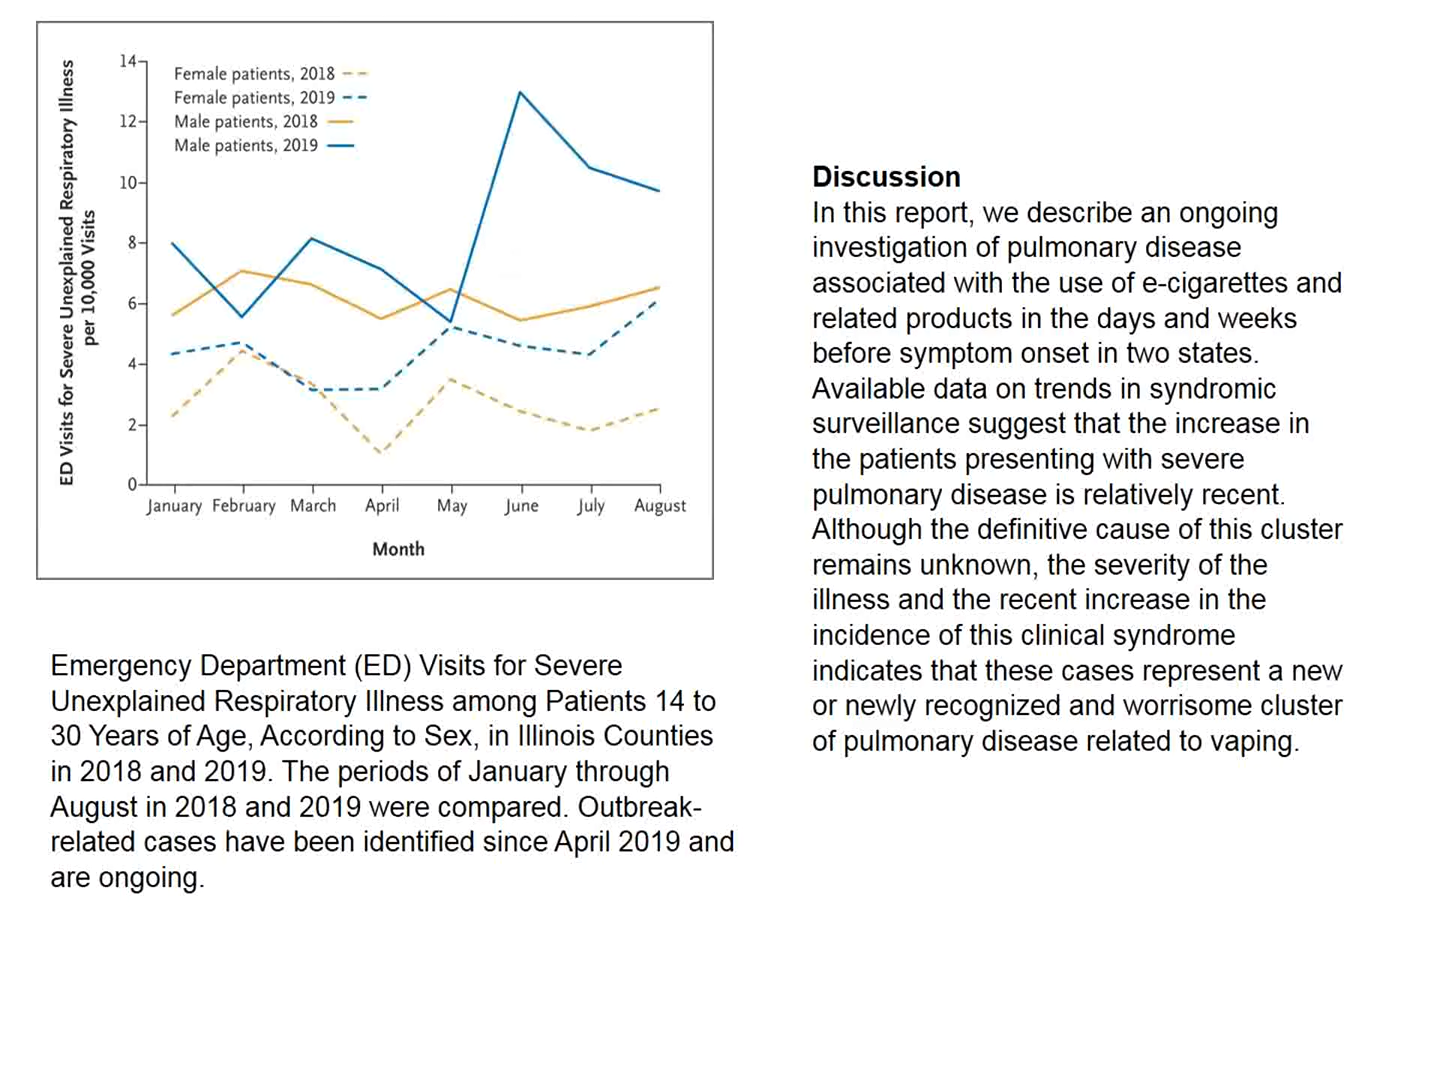 ED Visits for Severe Unexplained Respiratory Illness
per 10,000 Visits
14
12
10
8
6
4
2
0
Female patients, 2018
Female patients, 2019
Male patients, 2018
Male patients, 2019
January February March April May June July August
Month
Emergency Department (ED) Visits for Severe
Unexplained Respiratory Illness among Patients 14 to
30 Years of Age, According to Sex, in Illinois Counties
in 2018 and 2019. The periods of January through
August in 2018 and 2019 were compared. Outbreak-
related cases have been identified since April 2019 and
are ongoing.
Discussion
In this report, we describe an ongoing
investigation of pulmonary disease
associated with the use of e-cigarettes and
related products in the days and weeks
before symptom onset in two states.
Available data on trends in syndromic
surveillance suggest that the increase in
the patients presenting with severe
pulmonary disease is relatively recent.
Although the definitive cause of this cluster
remains unknown, the severity of the
illness and the recent increase in the
incidence of this clinical syndrome
indicates that these cases represent a new
or newly recognized and worrisome cluster
of pulmonary disease related to vaping.